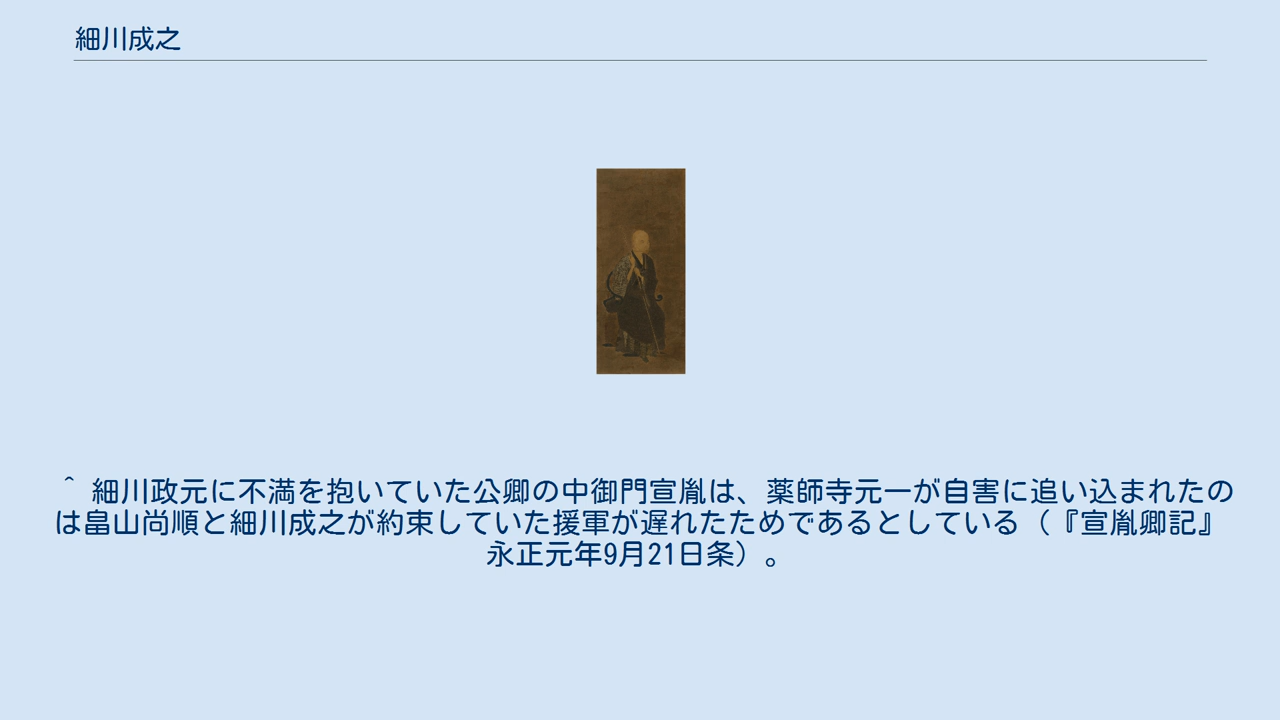 細川成之
^ 細川政元に不満を抱いていた公卿の中御門宣胤は、薬師寺元一が自害に追い込まれたの
は畠山尚順と細川成之が約束していた援軍が遅れたためであるとしている（『宣胤卿記』
永正元年9月21日条）。